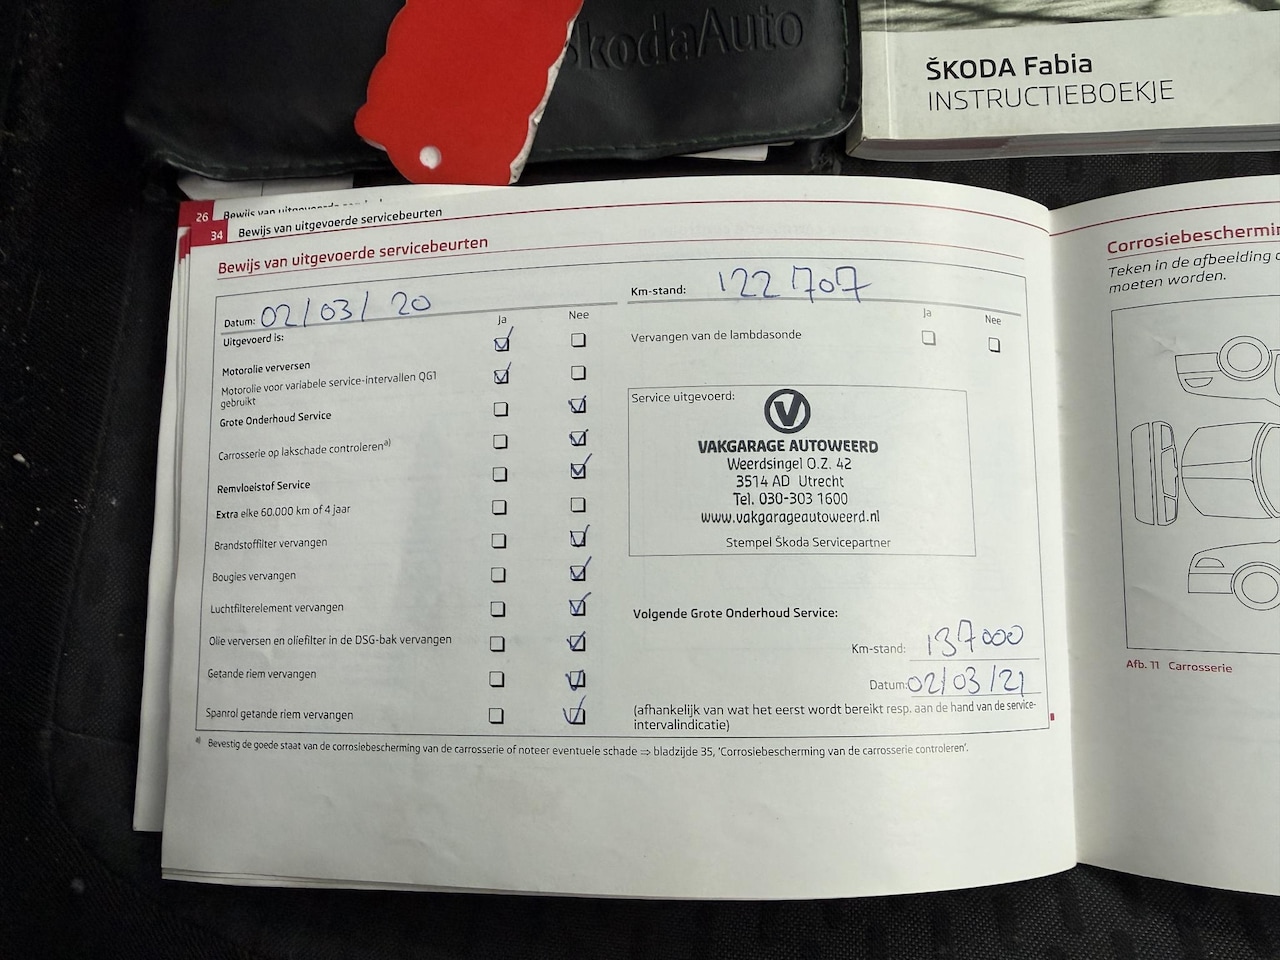 ŠkodaAuto
ŠKODA Fabia
INSTRUCTIEBOEKJE
26
34 Bewijs van uitgevoerde servicebeurten
Bewijs van uitgevoerde servicebeurten
Datum: 02/03/20
Km-stand: 122 707
Ja Nee
Ja Nee
Uitgevoerd is:
Vervangen van de lambdasonde
Motorolie verversen
Motorolie voor variabele service-intervallen QG1
gebruikt
Grote Onderhoud Service
Carrosserie op lakschade controleren a)
Remvloeistof Service
Extra elke 60.000 km of 4 jaar
Brandstoffilter vervangen
Bougies vervangen
Luchtfilterelement vervangen
Olie verversen en oliefilter in de DSG-bak vervangen
Getande riem vervangen
Spanrol getande riem vervangen
Service uitgevoerd:
V
VAKGARAGE AUTOWEERD
Weerdsingel O.Z. 42
3514 AD Utrecht
Tel. 030-303 1600
www.vakgarageautoweerd.nl
Stempel Škoda Servicepartner
Volgende Grote Onderhoud Service:
Km-stand: 137000
Datum: 02/03/21
(afhankelijk van wat het eerst wordt bereikt resp. aan de hand van de service-
intervalindicatie)
a) Bevestig de goede staat van de corrosiebescherming van de carrosserie of noteer eventuele schade ⇒ bladzijde 35, 'Corrosiebescherming van de carrosserie controleren'.
Teken in de afbeelding
moeten worden.
Afb. 11 Carrosserie